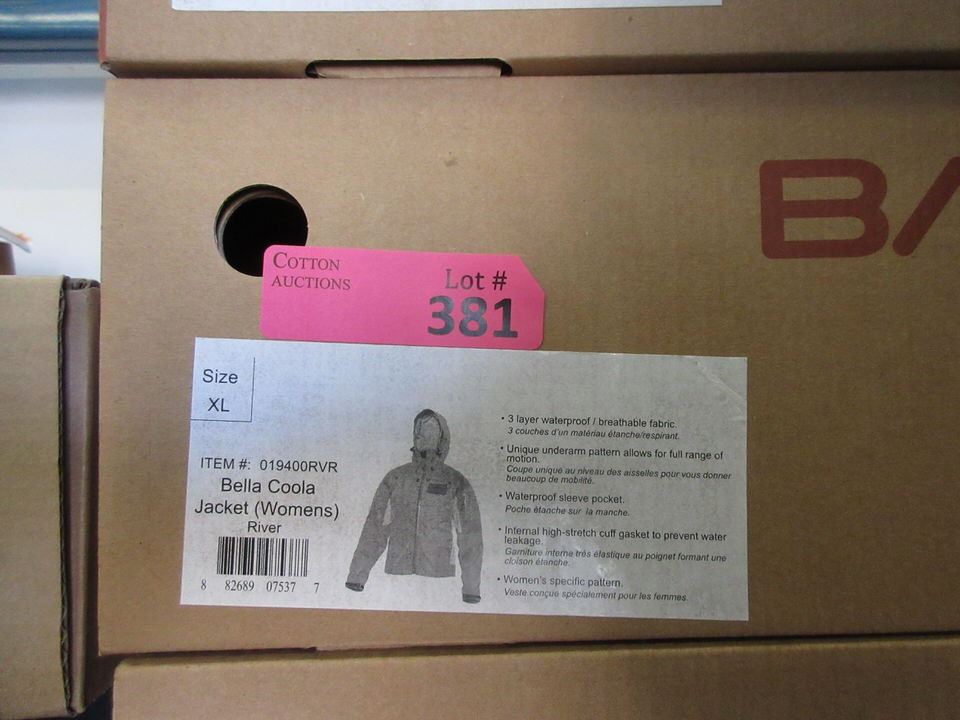 BA
COTTON
AUCTIONS
Lot #
381
Size
XL
ITEM #: 019400RVR
Bella Coola
Jacket (Womens)
River
8 82689 07537 7
• 3 layer waterproof / breathable fabric.
3 couches d'un matériau étanche/respirant.
• Unique underarm pattern allows for full range of
motion.
Coupe unique au niveau des aisselles pour vous donner
beaucoup de mobilité.
• Waterproof sleeve pocket.
Poche étanche sur la manche.
• Internal high-stretch cuff gasket to prevent water
leakage.
Garniture interne très élastique au poignet formant une
cloison étanche.
• Women's specific pattern.
Veste conçue spécialement pour les femmes.